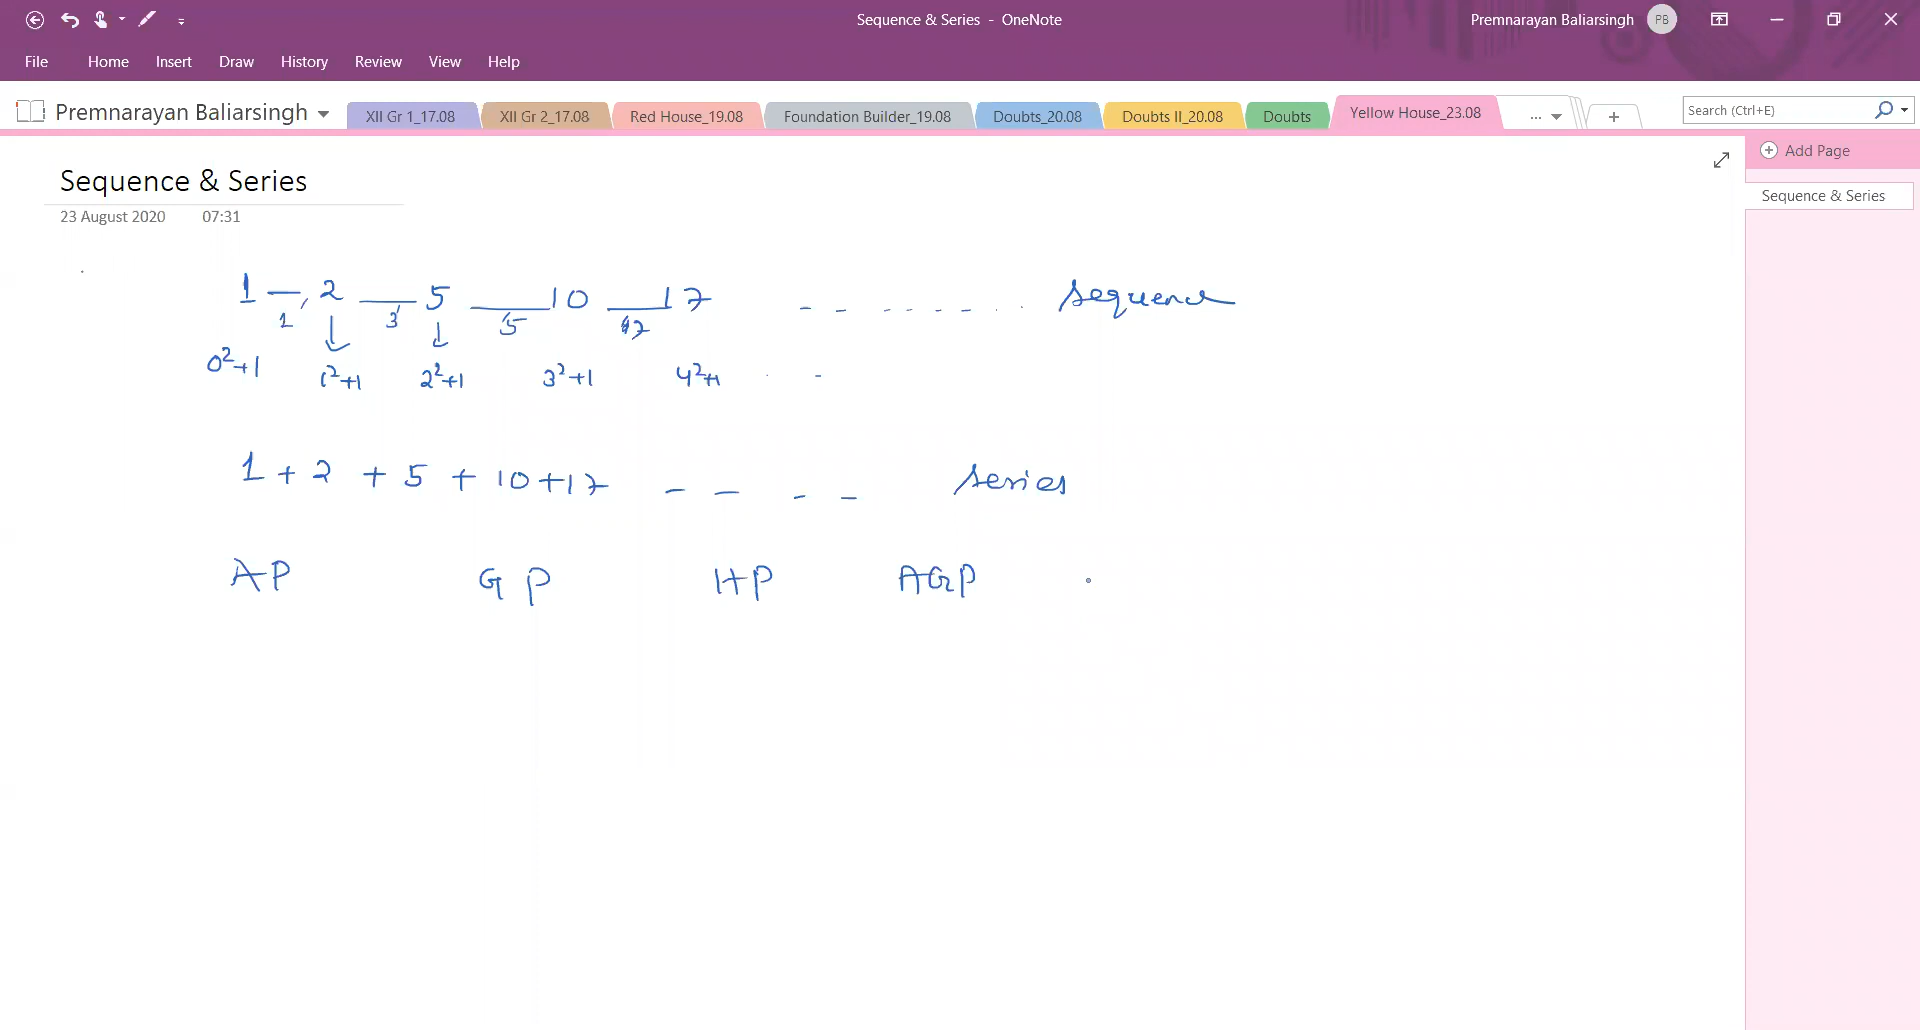 Sequence & Series - OneNote
Premnarayan Baliarsingh PB
File Home Insert Draw History Review View Help
Premnarayan Baliarsingh XII Gr 1_17.08 XII Gr 2_17.08 Red House_19.08 Foundation Builder_19.08 Doubts_20.08 Doubts II_20.08 Doubts Yellow House_23.08 ... + Search (Ctrl+E)
Add Page
Sequence & Series
Sequence & Series
23 August 2020 07:31
1 , 2 5 10 17 - - - - - - - - Sequence
1 3 5 7
0²+1 1²+1 2²+1 3²+1 4²+1 - -
1 + 2 + 5 + 10 + 17 - - - - Series
AP GP HP AGP